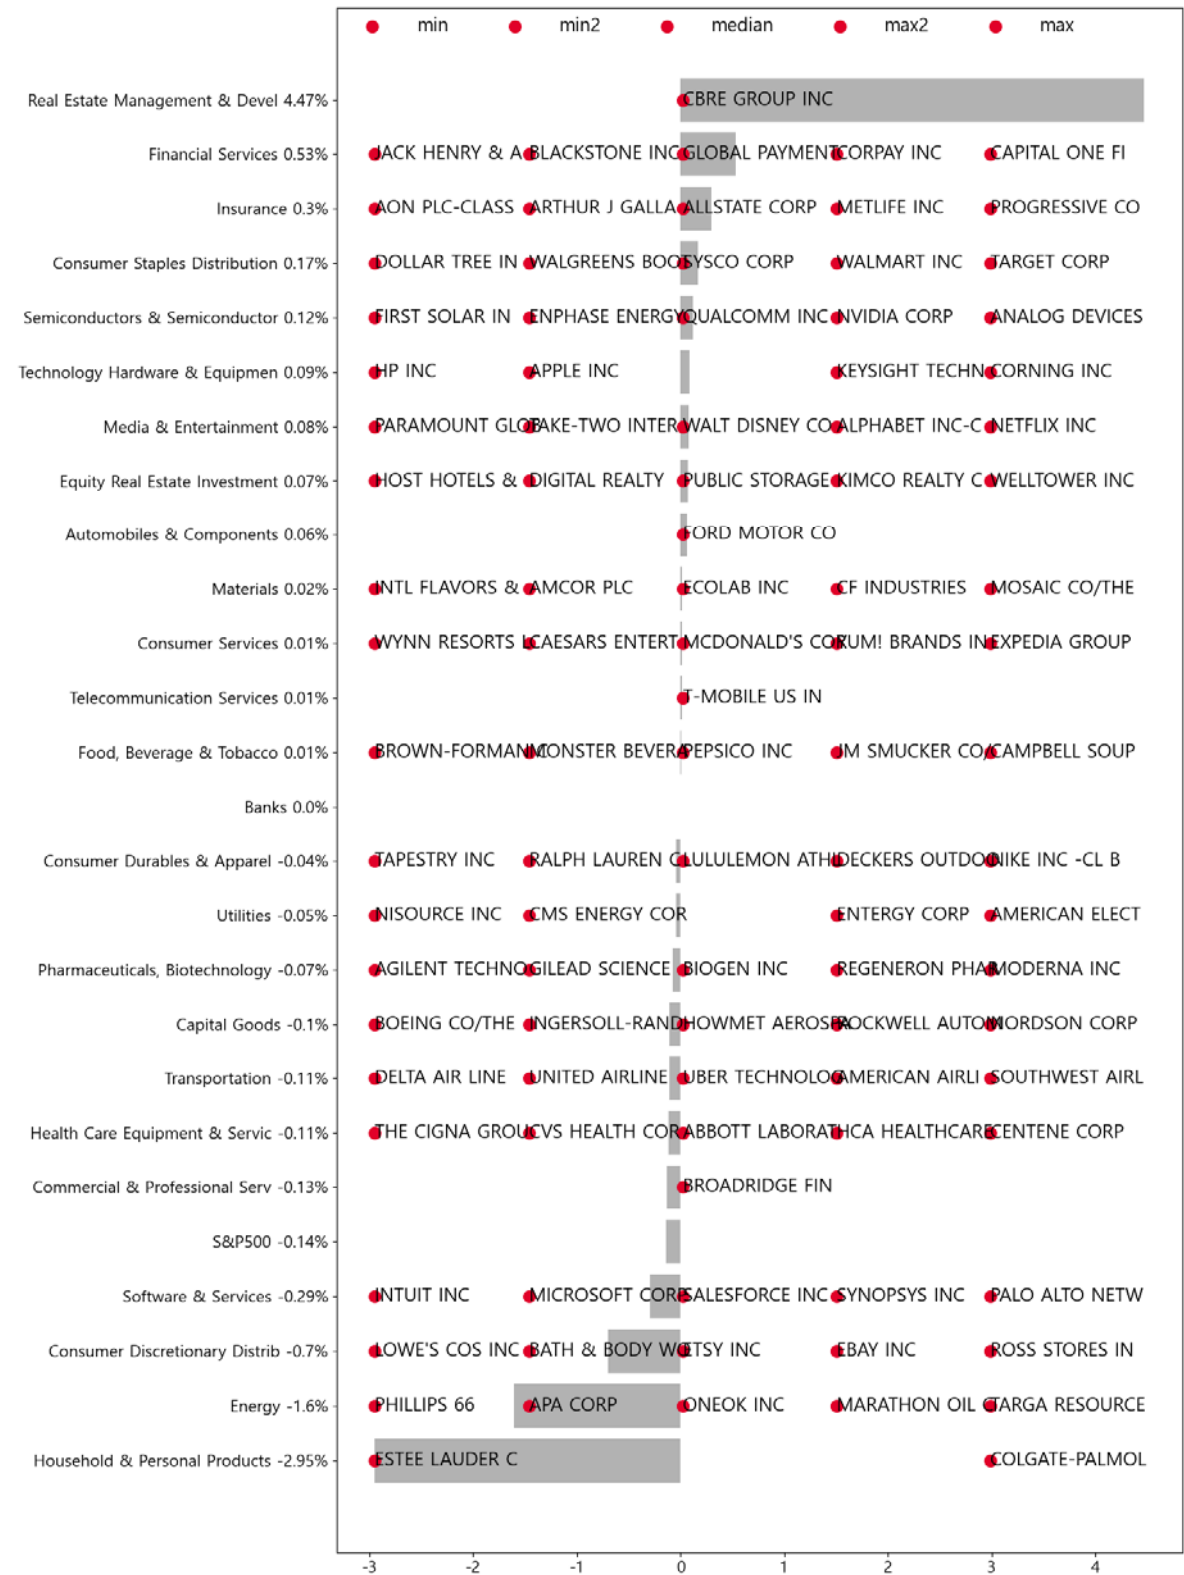 min min2 median max2 max
Real Estate Management & Devel 4.47% CBRE GROUP INC
Financial Services 0.53% JACK HENRY & A BLACKSTONE INC GLOBAL PAYMENT CORPAY INC CAPITAL ONE FI
Insurance 0.3% AON PLC-CLASS ARTHUR J GALLA ALLSTATE CORP METLIFE INC PROGRESSIVE CO
Consumer Staples Distribution 0.17% DOLLAR TREE IN WALGREENS BOOT SYSCO CORP WALMART INC TARGET CORP
Semiconductors & Semiconductor 0.12% FIRST SOLAR IN ENPHASE ENERGY QUALCOMM INC NVIDIA CORP ANALOG DEVICES
Technology Hardware & Equipmen 0.09% HP INC APPLE INC KEYSIGHT TECHN CORNING INC
Media & Entertainment 0.08% PARAMOUNT GLOB TAKE-TWO INTER WALT DISNEY CO ALPHABET INC-C NETFLIX INC
Equity Real Estate Investment 0.07% HOST HOTELS & DIGITAL REALTY PUBLIC STORAGE KIMCO REALTY C WELLTOWER INC
Automobiles & Components 0.06% FORD MOTOR CO
Materials 0.02% INTL FLAVORS & AMCOR PLC ECOLAB INC CF INDUSTRIES MOSAIC CO/THE
Consumer Services 0.01% WYNN RESORTS L CAESARS ENTERT MCDONALD'S COR YUM! BRANDS IN EXPEDIA GROUP
Telecommunication Services 0.01% T-MOBILE US IN
Food, Beverage & Tobacco 0.01% BROWN-FORMAN-C MONSTER BEVERA PEPSICO INC JM SMUCKER CO/ CAMPBELL SOUP
Banks 0.0%
Consumer Durables & Apparel -0.04% TAPESTRY INC RALPH LAUREN C LULULEMON ATHL DECKERS OUTDOO NIKE INC -CL B
Utilities -0.05% NISOURCE INC CMS ENERGY COR ENTERGY CORP AMERICAN ELECT
Pharmaceuticals, Biotechnology -0.07% AGILENT TECHNO GILEAD SCIENCE BIOGEN INC REGENERON PHAR MODERNA INC
Capital Goods -0.1% BOEING CO/THE INGERSOLL-RAND HOWMET AEROSPA ROCKWELL AUTOM NORDSON CORP
Transportation -0.11% DELTA AIR LINE UNITED AIRLINE UBER TECHNOLOG AMERICAN AIRLI SOUTHWEST AIRL
Health Care Equipment & Servic -0.11% THE CIGNA GROU CVS HEALTH COR ABBOTT LABORAT HCA HEALTHCARE CENTENE CORP
Commercial & Professional Serv -0.13% BROADRIDGE FIN
S&P500 -0.14%
Software & Services -0.29% INTUIT INC MICROSOFT CORP SALESFORCE INC SYNOPSYS INC PALO ALTO NETW
Consumer Discretionary Distrib -0.7% LOWE'S COS INC BATH & BODY WO ETSY INC EBAY INC ROSS STORES IN
Energy -1.6% PHILLIPS 66 APA CORP ONEOK INC MARATHON OIL C TARGA RESOURCE
Household & Personal Products -2.95% ESTEE LAUDER C COLGATE-PALMOL
-3 -2 -1 0 1 2 3 4